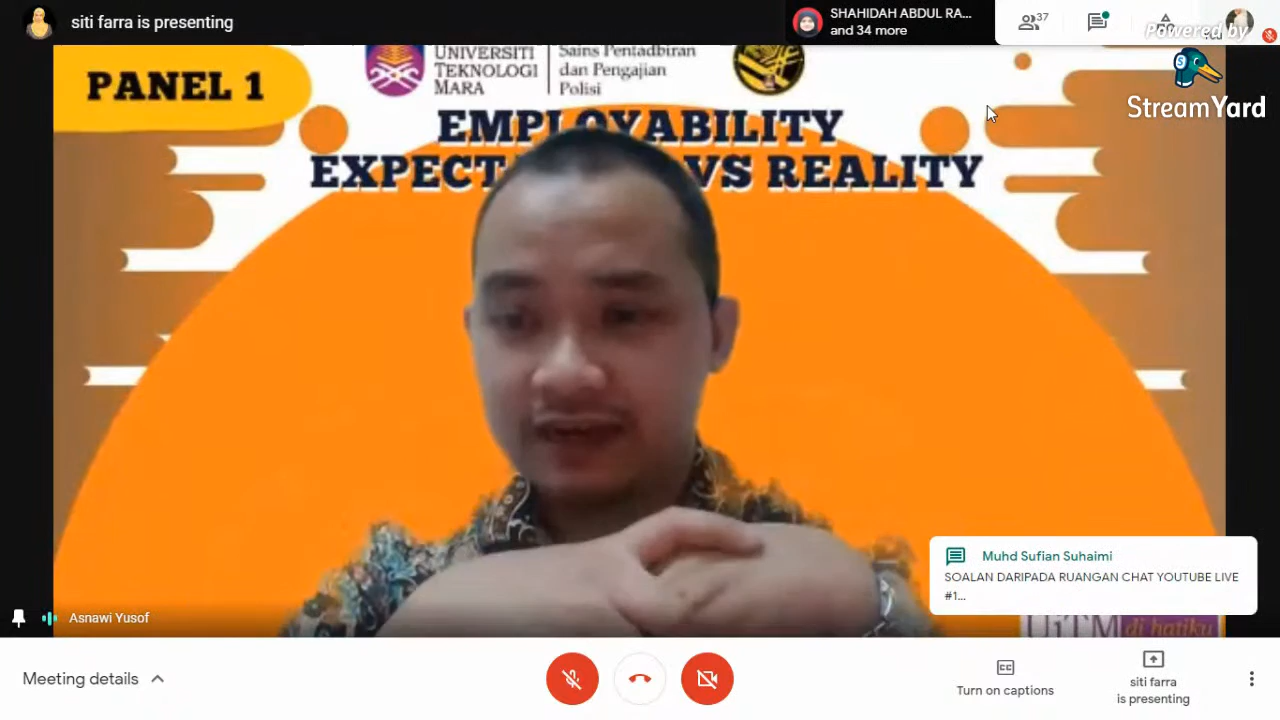 siti farra is presenting
SHAHIDAH ABDUL RA...
and 34 more
37
Powered by
StreamYard
PANEL 1
UNIVERSITI
TEKNOLOGI
MARA
Sains Pentadbiran
dan Pengajian
Polisi
EMPLOYABILITY
EXPECT VS REALITY
Muhd Sufian Suhaimi
SOALAN DARIPADA RUANGAN CHAT YOUTUBE LIVE
#1...
Asnawi Yusof
UiTM di hatiku
Meeting details
CC
Turn on captions
siti farra
is presenting